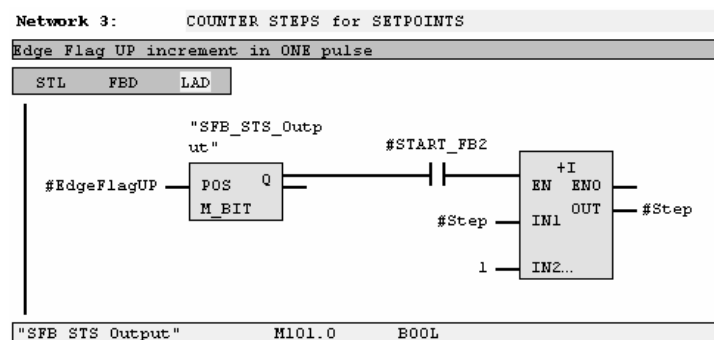 Network 3: COUNTER STEPS for SETPOINTS
Edge Flag UP increment in ONE pulse
STL FBD LAD
"SFB_STS_Outp
ut"
#START_FB2
+I
#EdgeFlagUP POS Q
M_BIT
EN ENO
#Step IN1 OUT #Step
1 IN2...
"SFB STS Output" M101.0 BOOL